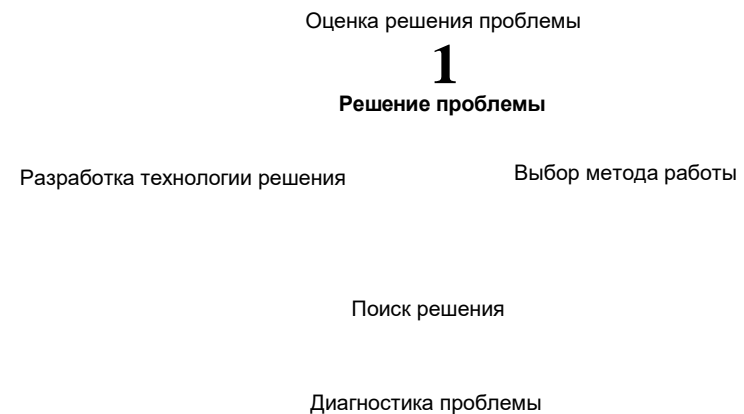 Оценка решения проблемы
1
Решение проблемы
Разработка технологии решения
Выбор метода работы
Поиск решения
Диагностика проблемы